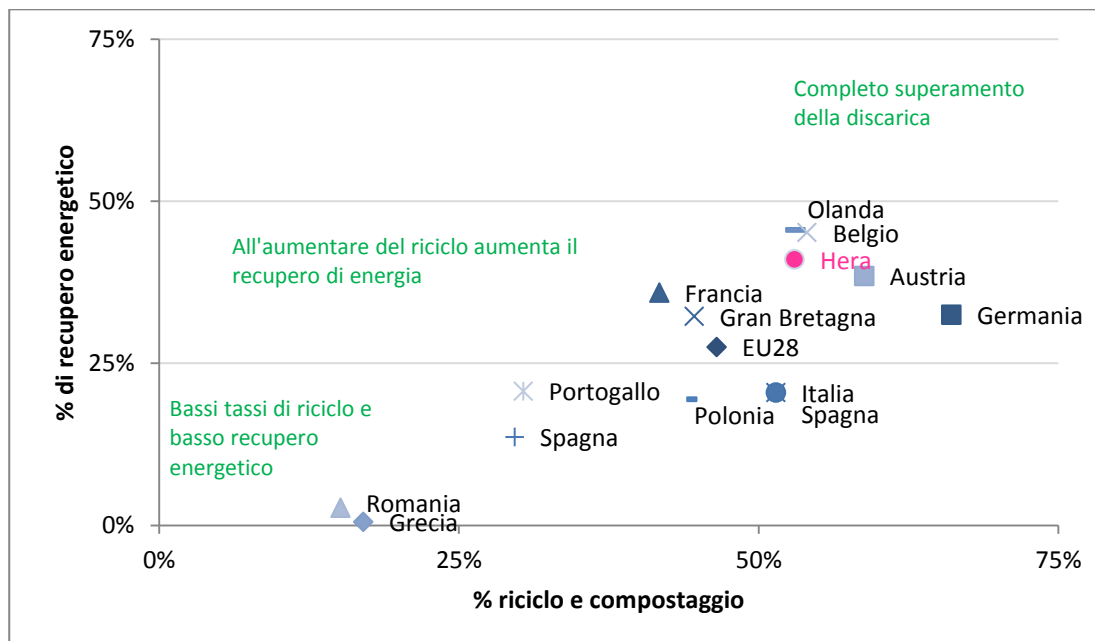 75%
Completo superamento
della discarica
% di recupero energetico
50%
Olanda
Belgio
All'aumentare del riciclo aumenta il
recupero di energia
Hera
Austria
Francia
Gran Bretagna
Germania
EU28
25%
Bassi tassi di riciclo e
basso recupero
energetico
Portogallo
Italia
Polonia
Spagna
Spagna
Romania
Grecia
0%
0%
25%
50%
75%
% riciclo e compostaggio